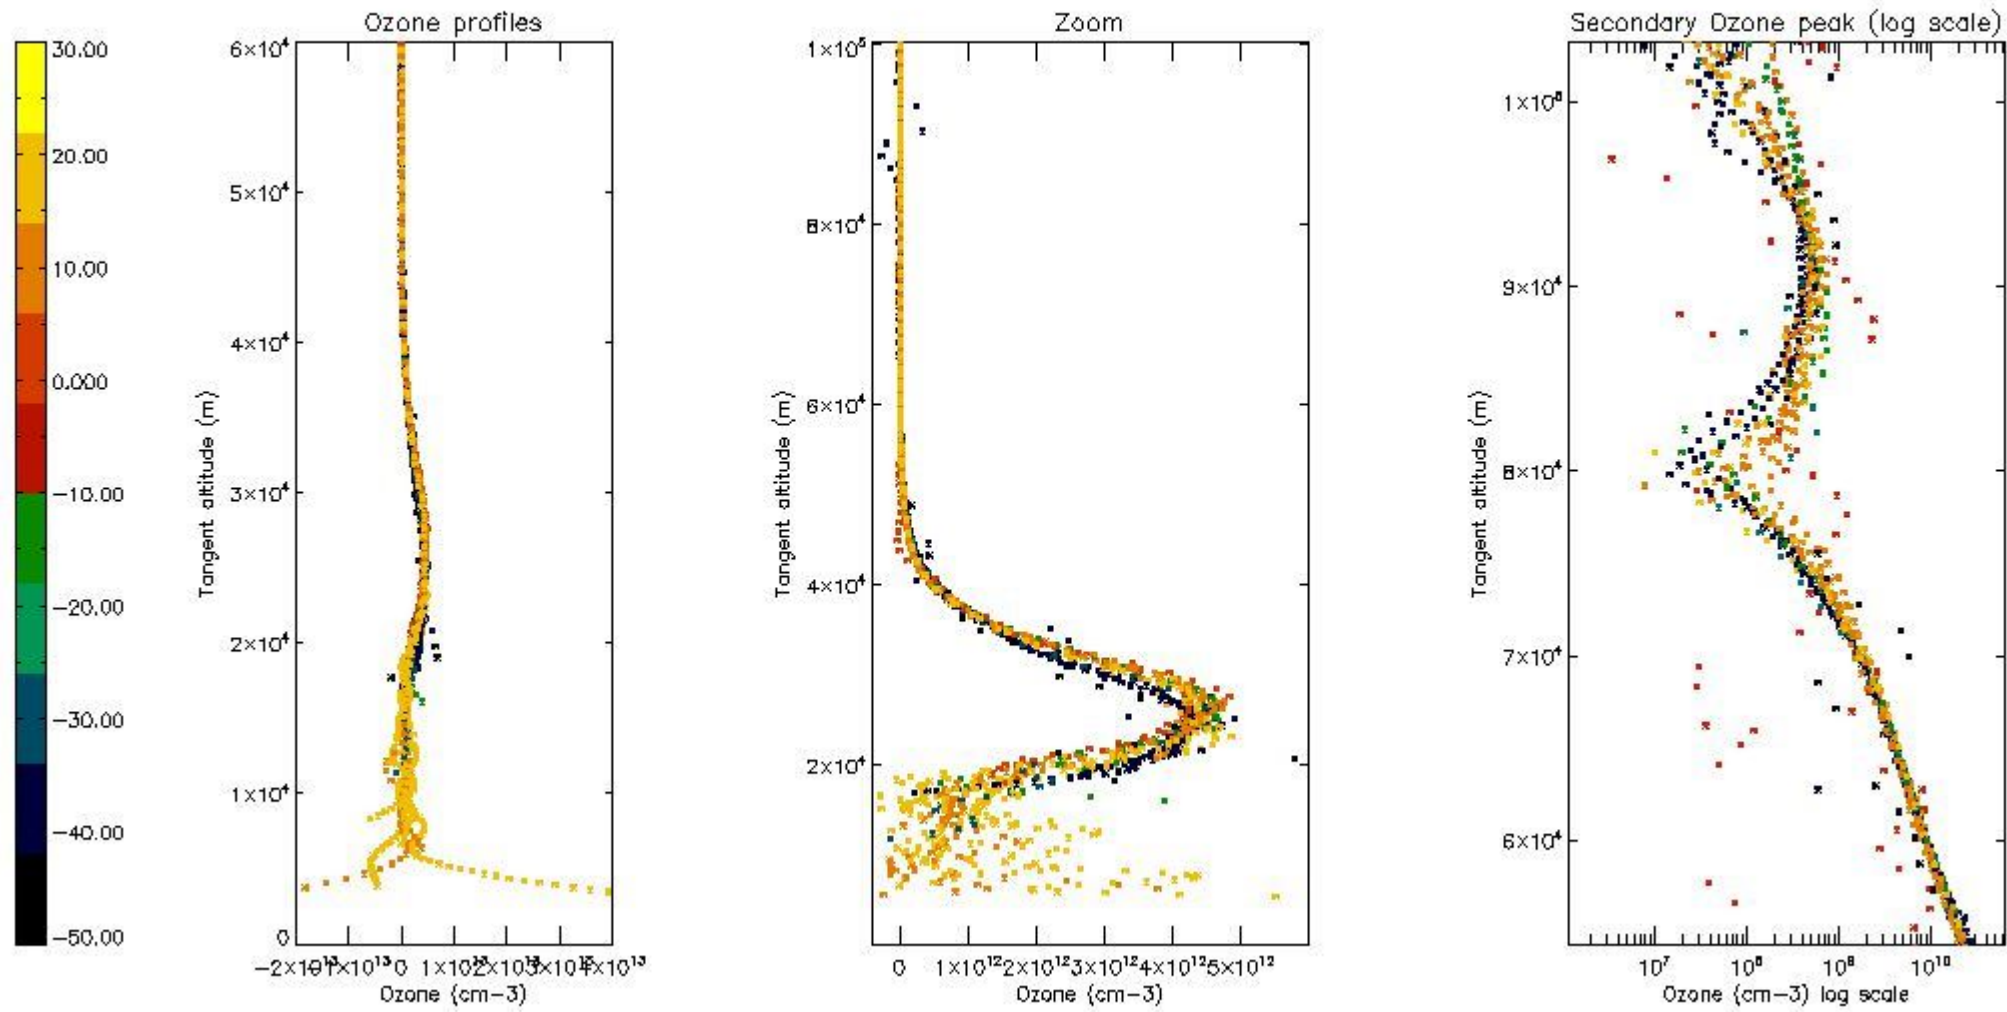 Ozone profiles
Zoom
Secondary Ozone peak (log scale)
30.00
20.00
10.00
0.000
−10.00
−20.00
−30.00
−40.00
−50.00
6×10⁴
5×10⁴
4×10⁴
3×10⁴
2×10⁴
1×10⁴
0
Tangent altitude (m)
0
Ozone (cm−3)
1×10⁵
8×10⁴
6×10⁴
4×10⁴
2×10⁴
Tangent altitude (m)
0 1×10¹² 2×10¹² 3×10¹² 4×10¹² 5×10¹²
Ozone (cm−3)
9×10⁴
8×10⁴
7×10⁴
6×10⁴
Tangent altitude (m)
10⁷ 10⁸ 10⁹ 10¹⁰
Ozone (cm−3) log scale